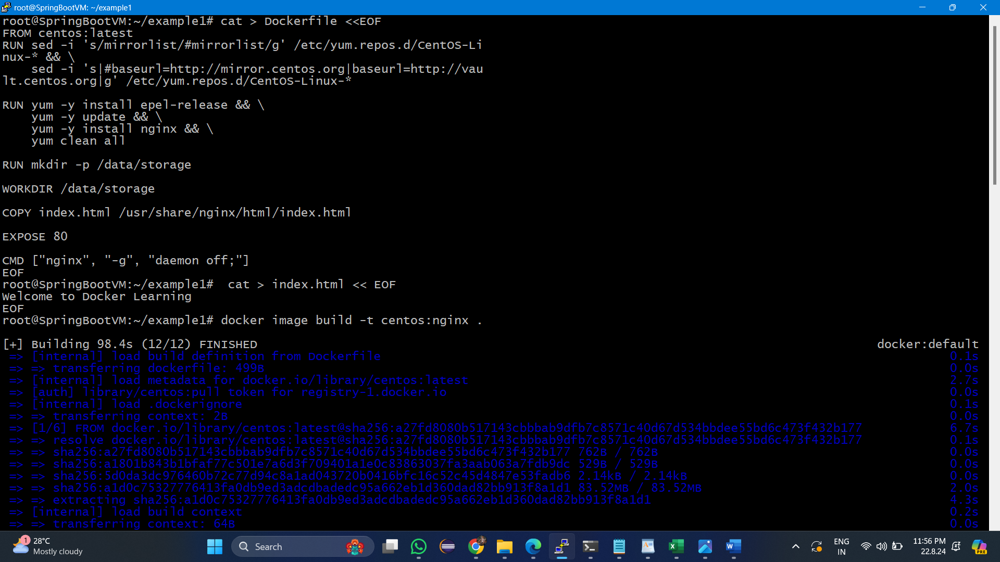 root@SpringBootVM: ~/example1
root@SpringBootVM:~/example1# cat > Dockerfile <<EOF
FROM centos:latest
RUN sed -i 's/mirrorlist/#mirrorlist/g' /etc/yum.repos.d/CentOS-Li
nux-* && \
    sed -i 's|#baseurl=http://mirror.centos.org|baseurl=http://vau
lt.centos.org|g' /etc/yum.repos.d/CentOS-Linux-*
RUN yum -y install epel-release && \
    yum -y update && \
    yum -y install nginx && \
    yum clean all
RUN mkdir -p /data/storage
WORKDIR /data/storage
COPY index.html /usr/share/nginx/html/index.html
EXPOSE 80
CMD ["nginx", "-g", "daemon off;"]
EOF
root@SpringBootVM:~/example1#  cat > index.html << EOF
Welcome to Docker Learning
EOF
root@SpringBootVM:~/example1# docker image build -t centos:nginx .
[+] Building 98.4s (12/12) FINISHED docker:default
 => [internal] load build definition from Dockerfile 0.1s
 => => transferring dockerfile: 499B 0.0s
 => [internal] load metadata for docker.io/library/centos:latest 2.7s
 => [auth] library/centos:pull token for registry-1.docker.io 0.0s
 => [internal] load .dockerignore 0.1s
 => => transferring context: 2B 0.0s
 => [1/6] FROM docker.io/library/centos:latest@sha256:a27fd8080b517143cbbbab9dfb7c8571c40d67d534bbdee55bd6c473f432b177 6.7s
 => => resolve docker.io/library/centos:latest@sha256:a27fd8080b517143cbbbab9dfb7c8571c40d67d534bbdee55bd6c473f432b177 0.1s
 => => sha256:a27fd8080b517143cbbbab9dfb7c8571c40d67d534bbdee55bd6c473f432b177 762B / 762B 0.0s
 => => sha256:a1801b843b1bfaf77c501e7a6d3f709401a1e0c83863037fa3aab063a7fdb9dc 529B / 529B 0.0s
 => => sha256:5d0da3dc976460b72c77d94c8a1ad043720b0416bfc16c52c45d4847e53fadb6 2.14kB / 2.14kB 0.0s
 => => sha256:a1d0c75327776413fa0db9ed3adcdbadedc95a662eb1d360dad82bb913f8a1d1 83.52MB / 83.52MB 2.0s
 => => extracting sha256:a1d0c75327776413fa0db9ed3adcdbadedc95a662eb1d360dad82bb913f8a1d1 4.3s
 => [internal] load build context 0.2s
 => => transferring context: 64B 0.0s
1
28°C
Mostly cloudy
Search
W
PRE
ENG
IN
11:56 PM
22.8.24